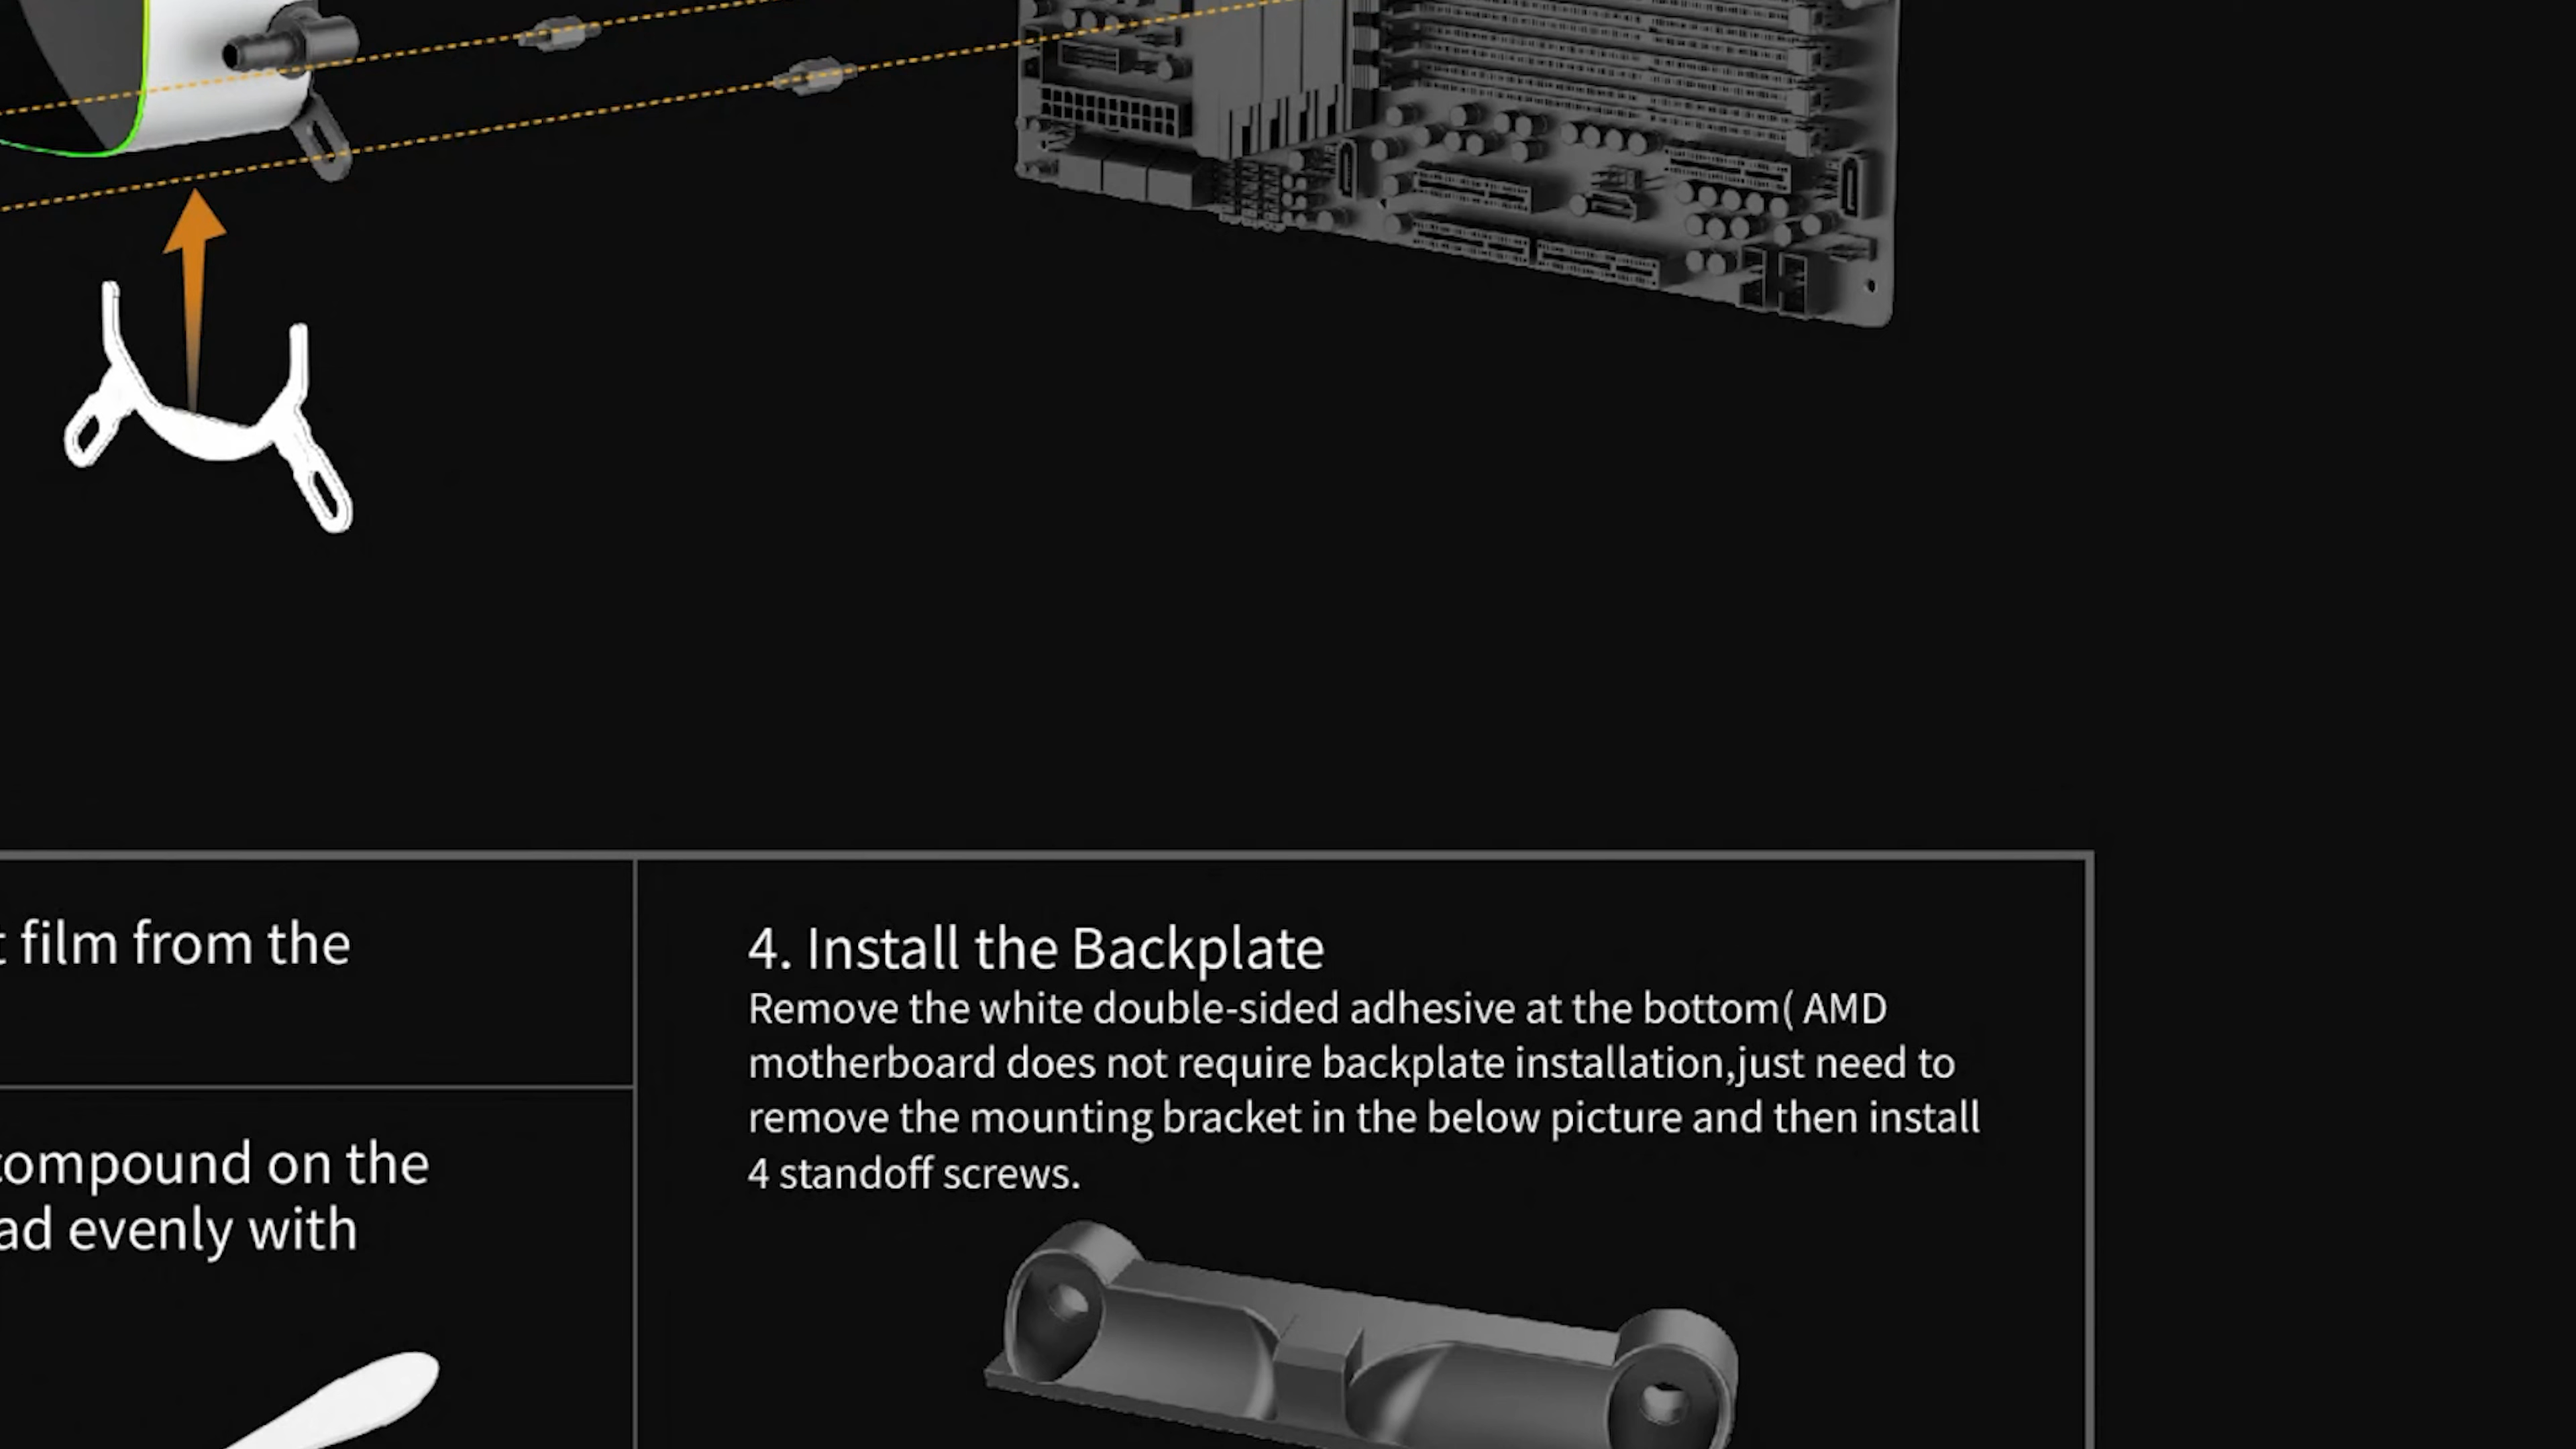 film from the
compound on the
evenly with
4. Install the Backplate
Remove the white double-sided adhesive at the bottom( AMD
motherboard does not require backplate installation,just need to
remove the mounting bracket in the below picture and then install
4 standoff screws.